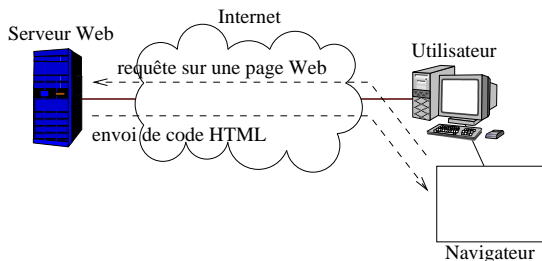 Internet
Serveur Web
Utilisateur
requête sur une page Web
envoi de code HTML
Navigateur